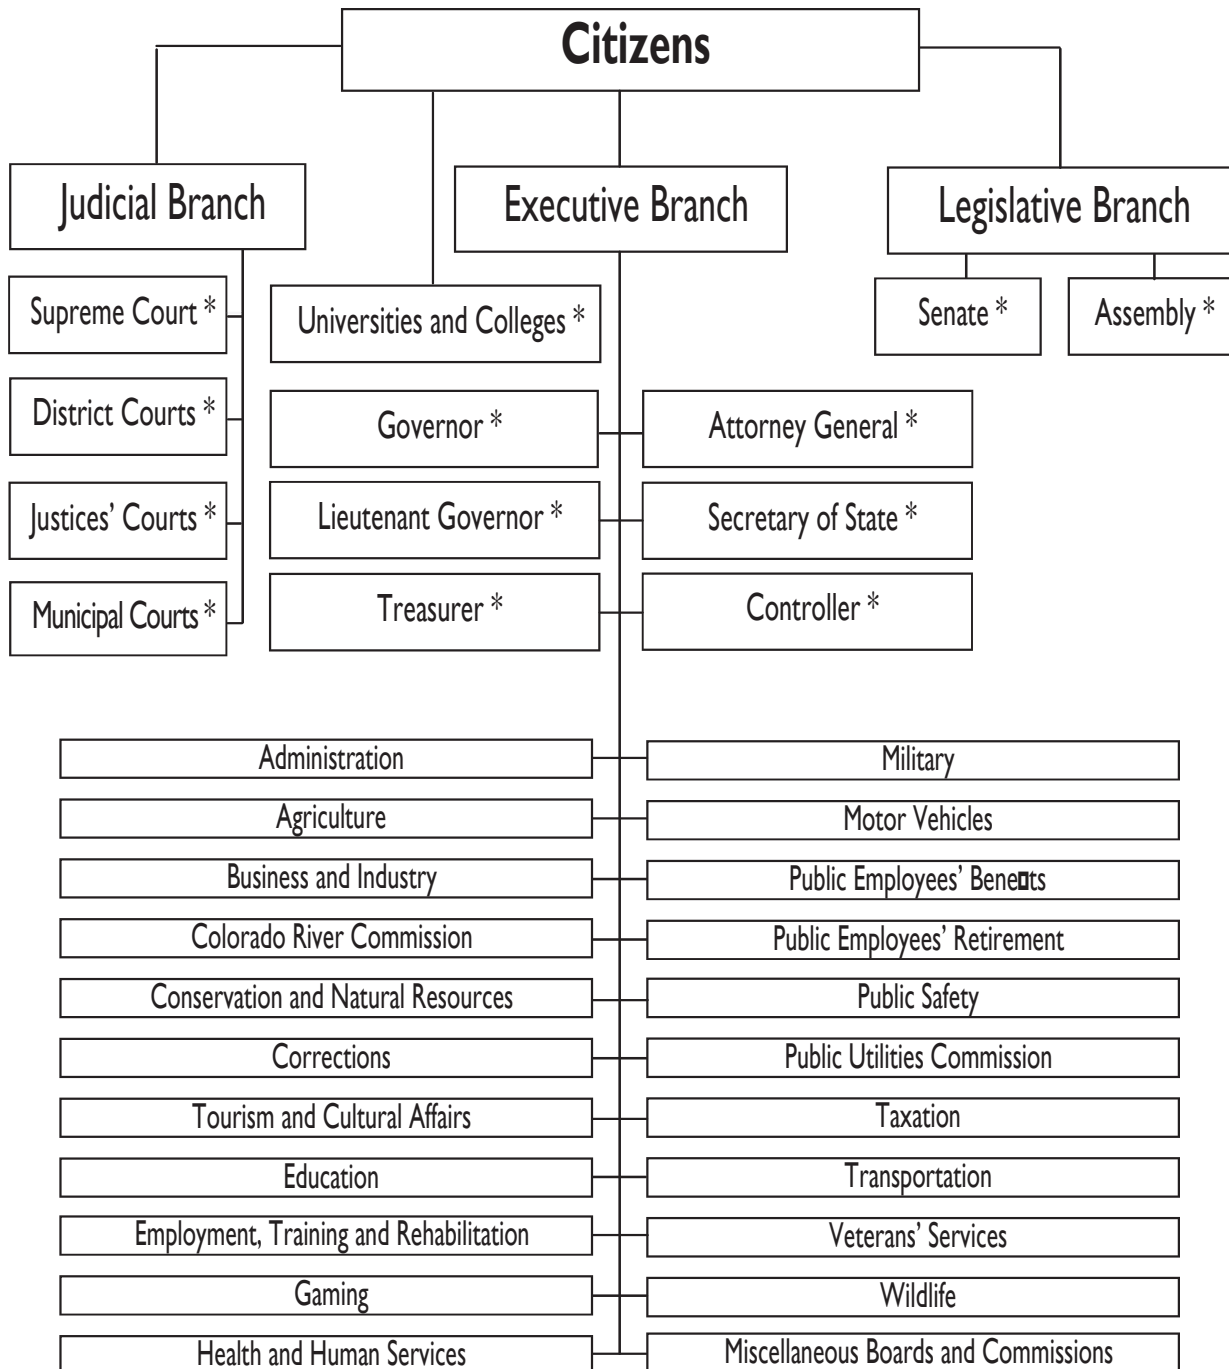 Citizens
Judicial Branch
Executive Branch
Legislative Branch
Supreme Court *
Universities and Colleges *
Senate *
Assembly *
District Courts *
Governor *
Attorney General *
Justices’ Courts *
Lieutenant Governor *
Secretary of State *
Municipal Courts *
Treasurer *
Controller *
Administration
Military
Agriculture
Motor Vehicles
Business and Industry
Public Employees’ Bene◘ts
Colorado River Commission
Public Employees’ Retirement
Conservation and Natural Resources
Public Safety
Corrections
Public Utilities Commission
Tourism and Cultural Affairs
Taxation
Education
Transportation
Employment, Training and Rehabilitation
Veterans’ Services
Gaming
Wildlife
Health and Human Services
Miscellaneous Boards and Commissions